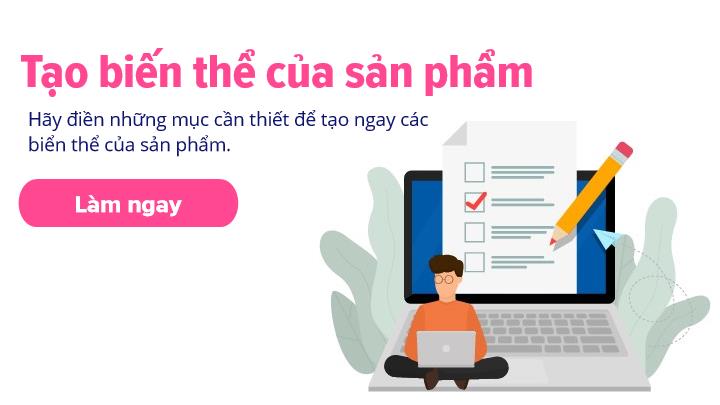 Tạo biến thể của sản phẩm
Hãy điền những mục cần thiết để tạo ngay các
biển thể của sản phẩm.
Làm ngay